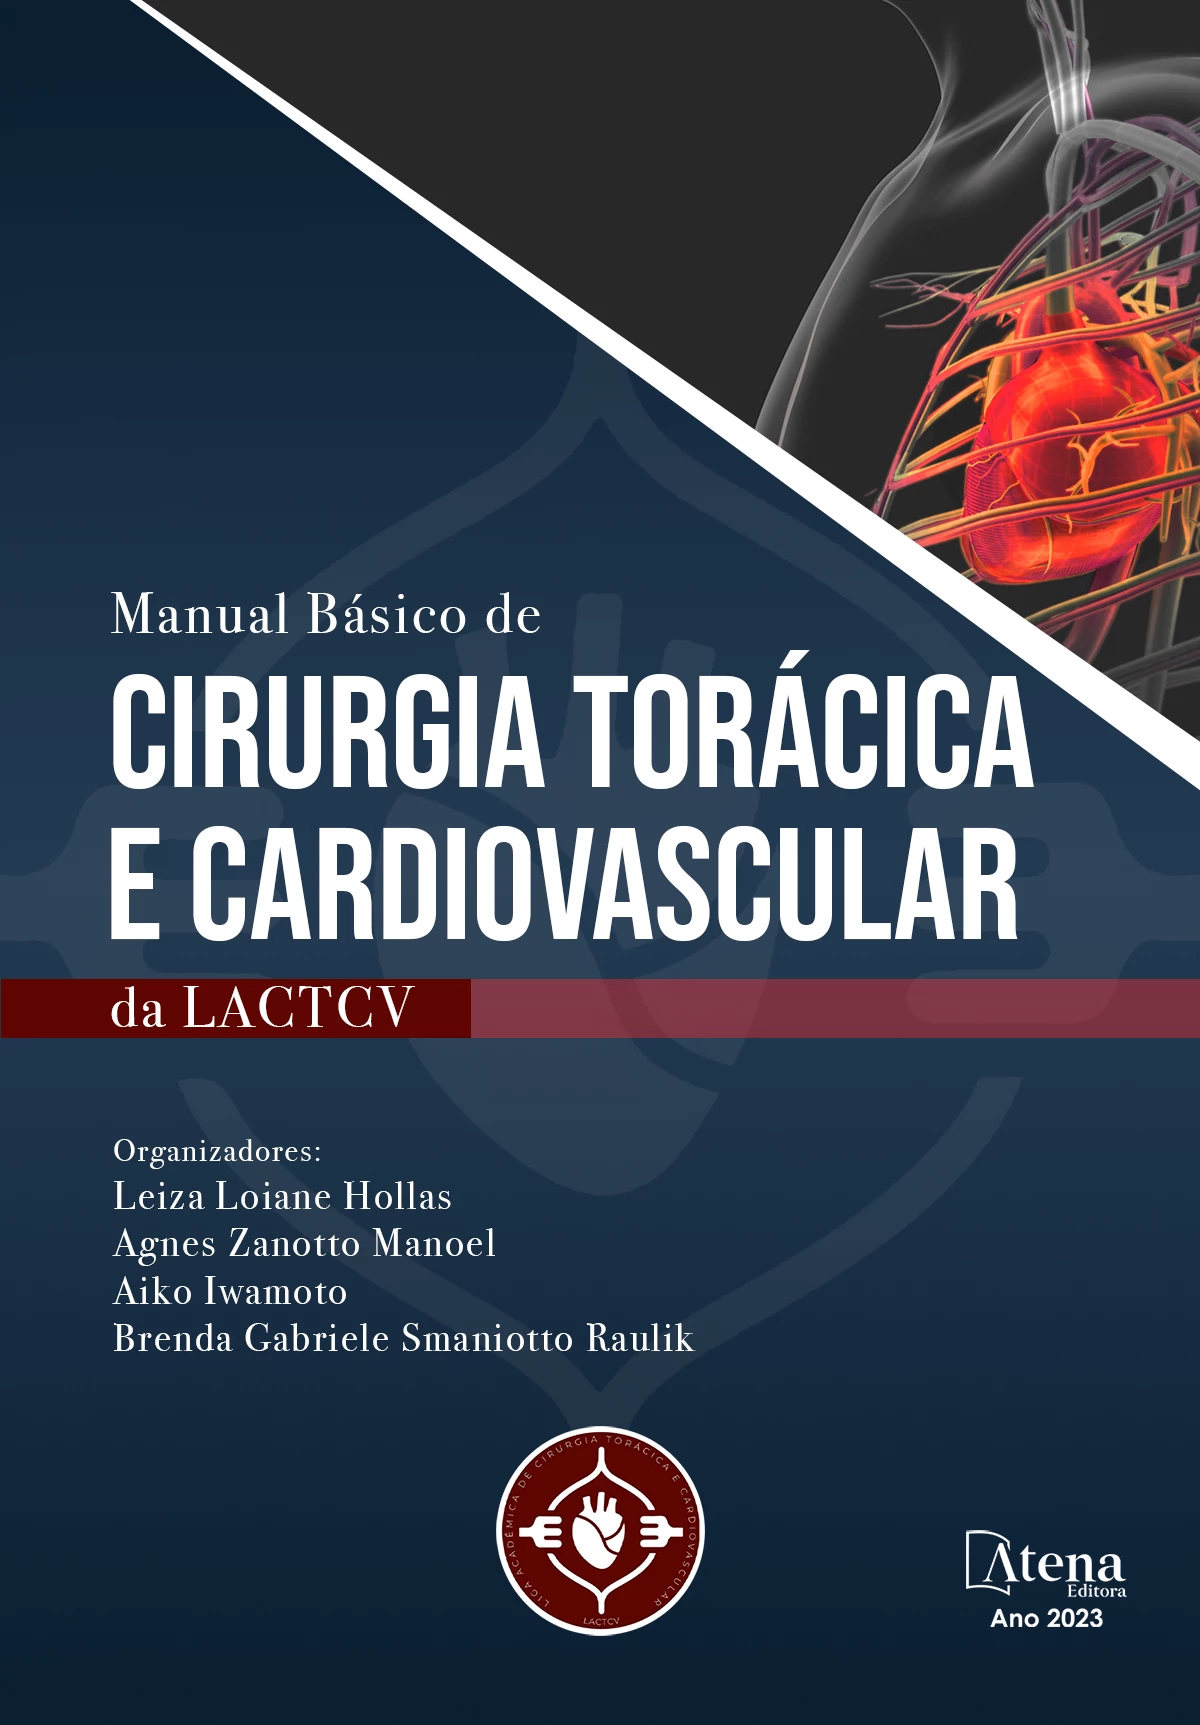 Manual Básico de
CIRURGIA TORÁCICA
E CARDIOVASCULAR
da LACTCV
Organizadores:
Leiza Loiane Hollas
Agnes Zanotto Manoel
Aiko Iwamoto
Brenda Gabriele Smaniotto Raulik
LIGA ACADÊMICA DE CIRURGIA TORÁCICA E CARDIOVASCULAR
LACTCV
Atena
Editora
Ano 2023